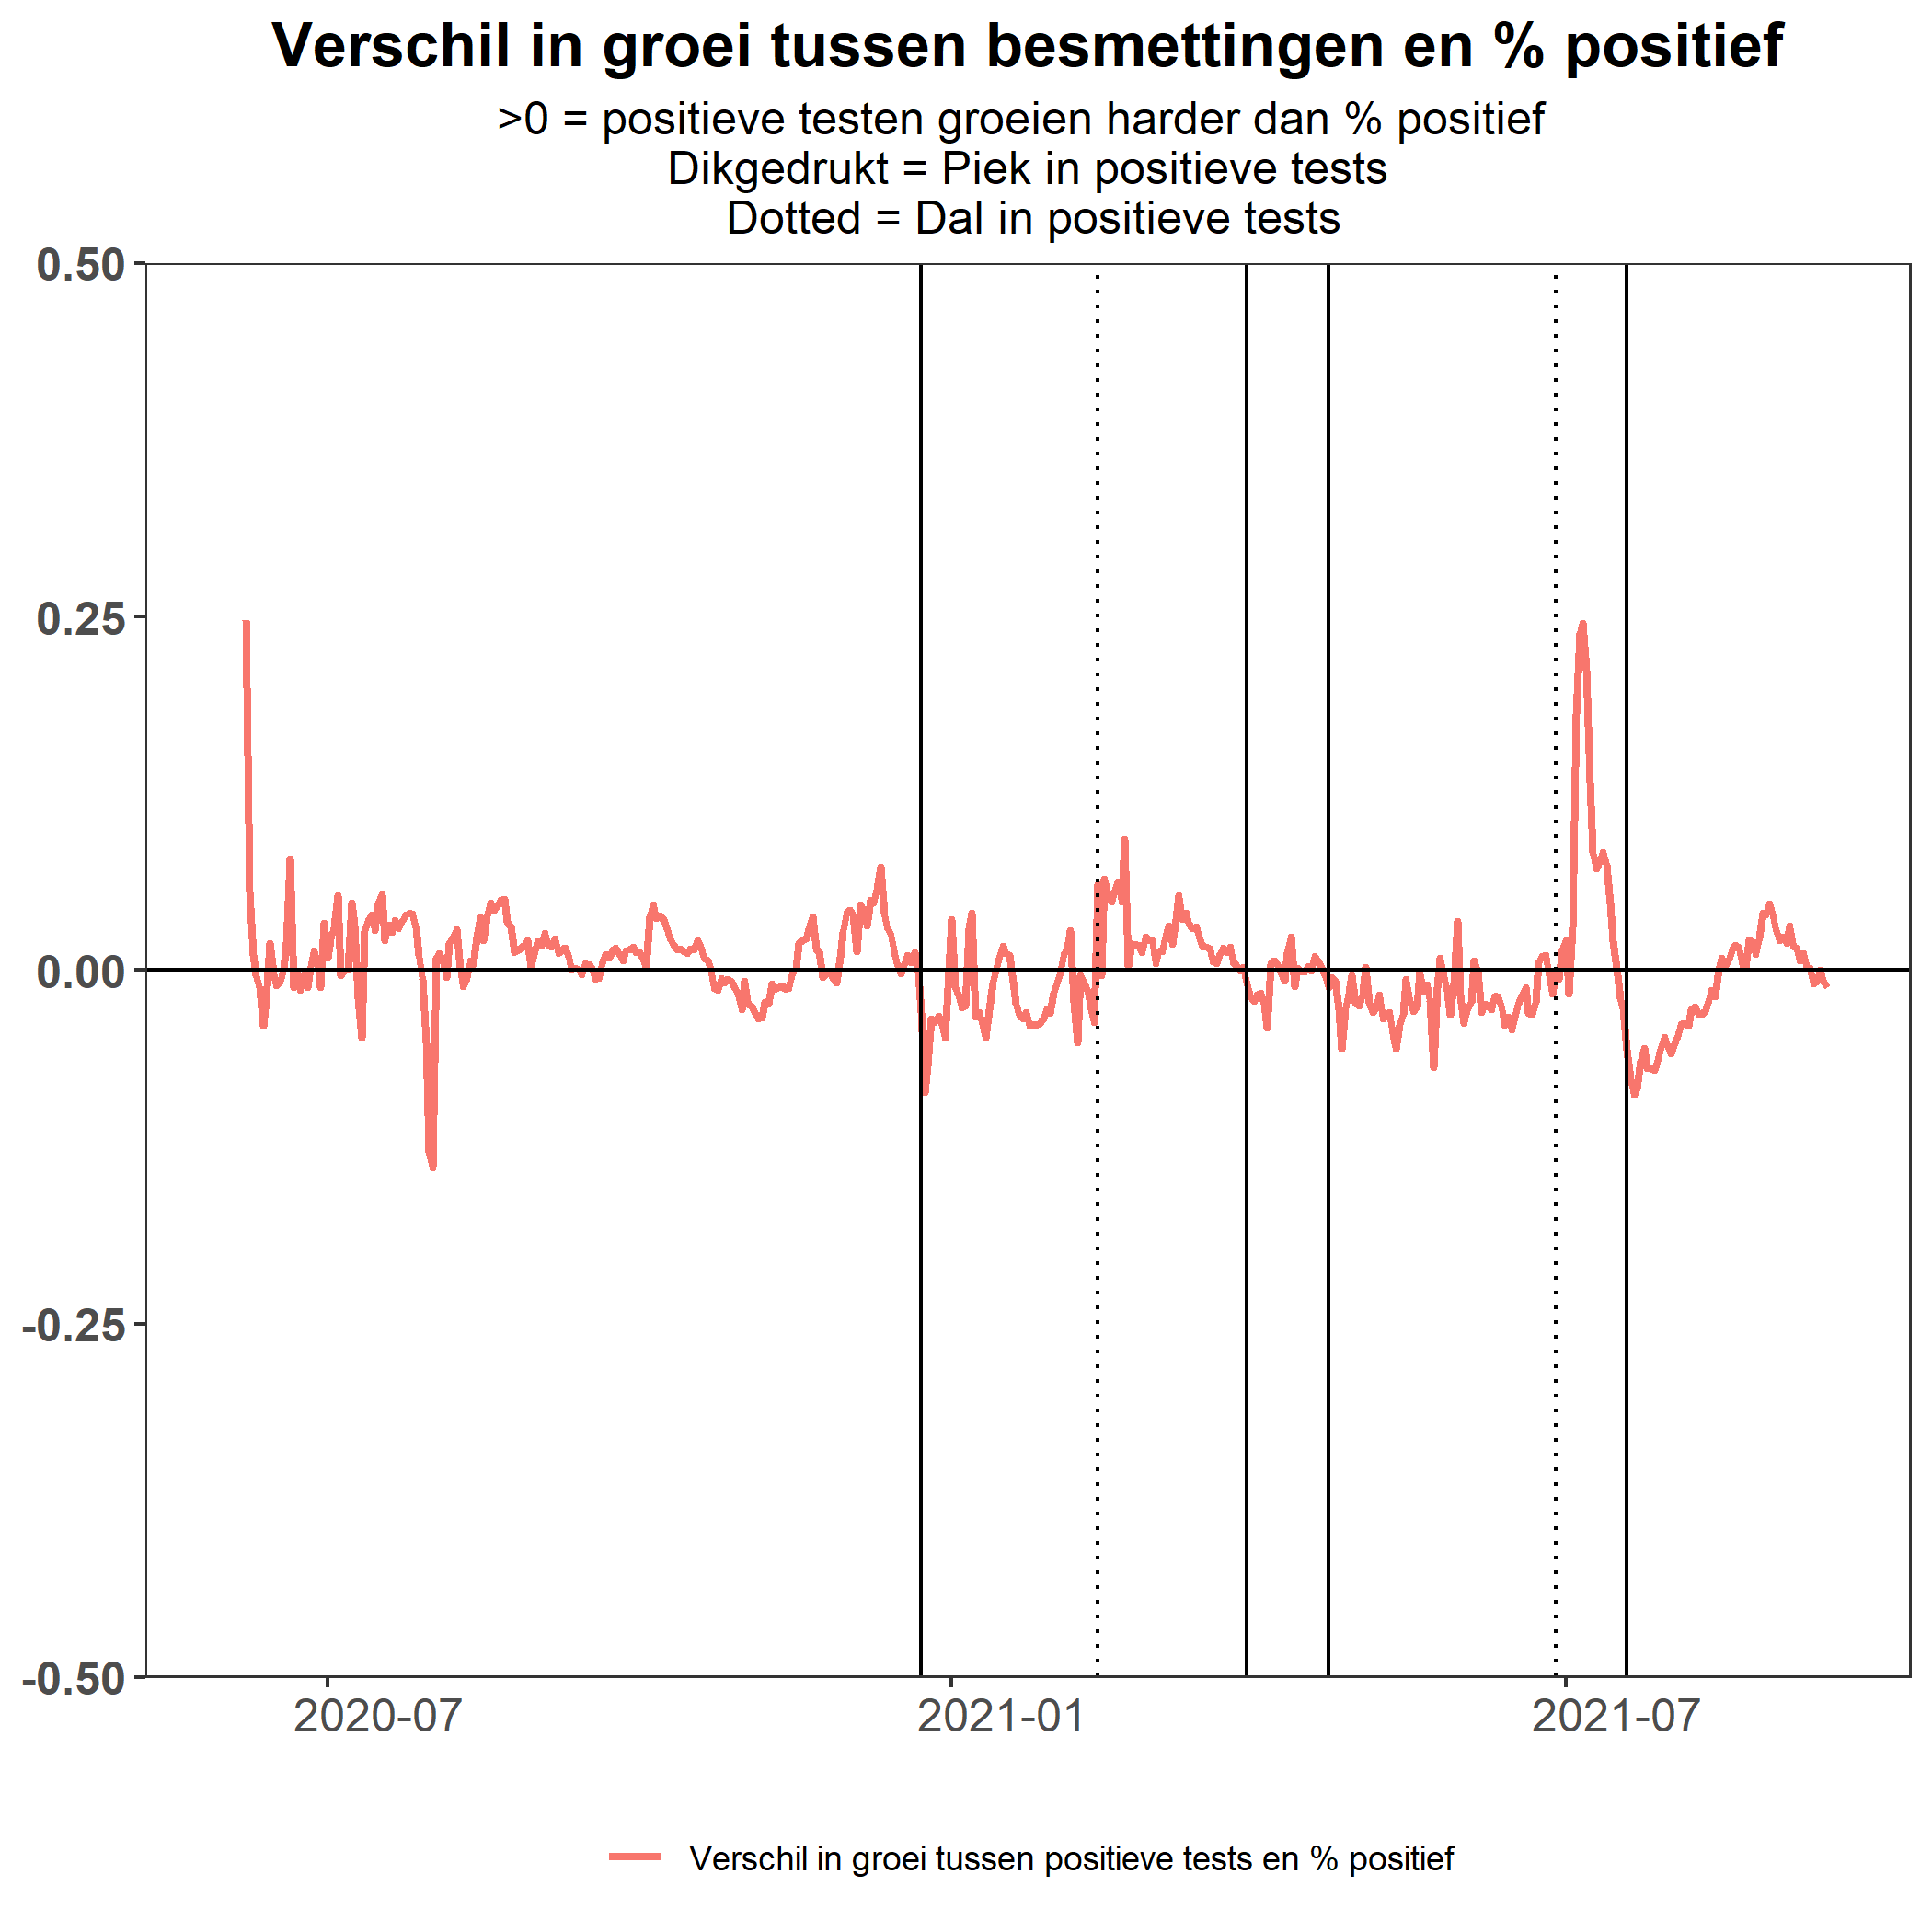 Verschil in groei tussen besmettingen en % positief
>0 = positieve testen groeien harder dan % positief
Dikgedrukt = Piek in positieve tests
Dotted = Dal in positieve tests
0.50
0.25
0.00
-0.25
-0.50
2020-07
2021-01
2021-07
Verschil in groei tussen positieve tests en % positief